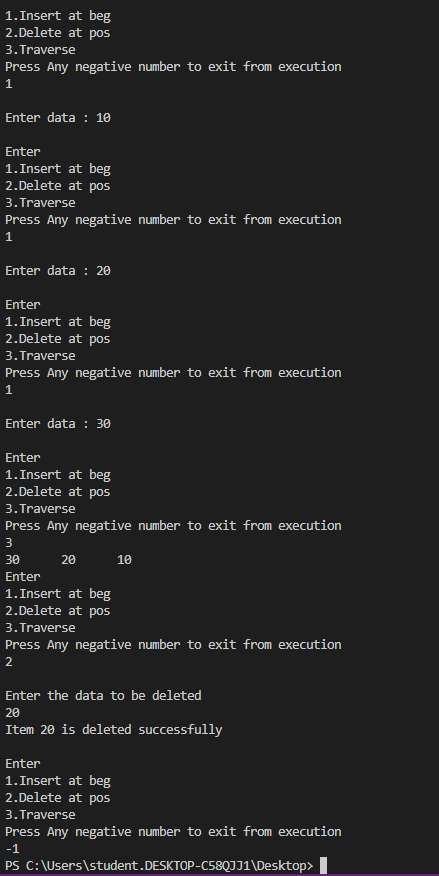 1.Insert at beg
2.Delete at pos
3.Traverse
Press Any negative number to exit from execution
1
Enter data : 10
Enter
1.Insert at beg
2.Delete at pos
3.Traverse
Press Any negative number to exit from execution
1
Enter data : 20
Enter
1.Insert at beg
2.Delete at pos
3.Traverse
Press Any negative number to exit from execution
1
Enter data : 30
Enter
1.Insert at beg
2.Delete at pos
3.Traverse
Press Any negative number to exit from execution
3
30      20      10
Enter
1.Insert at beg
2.Delete at pos
3.Traverse
Press Any negative number to exit from execution
2
Enter the data to be deleted
20
Item 20 is deleted successfully
Enter
1.Insert at beg
2.Delete at pos
3.Traverse
Press Any negative number to exit from execution
-1
PS C:\Users\student.DESKTOP-C58QJJ1\Desktop>